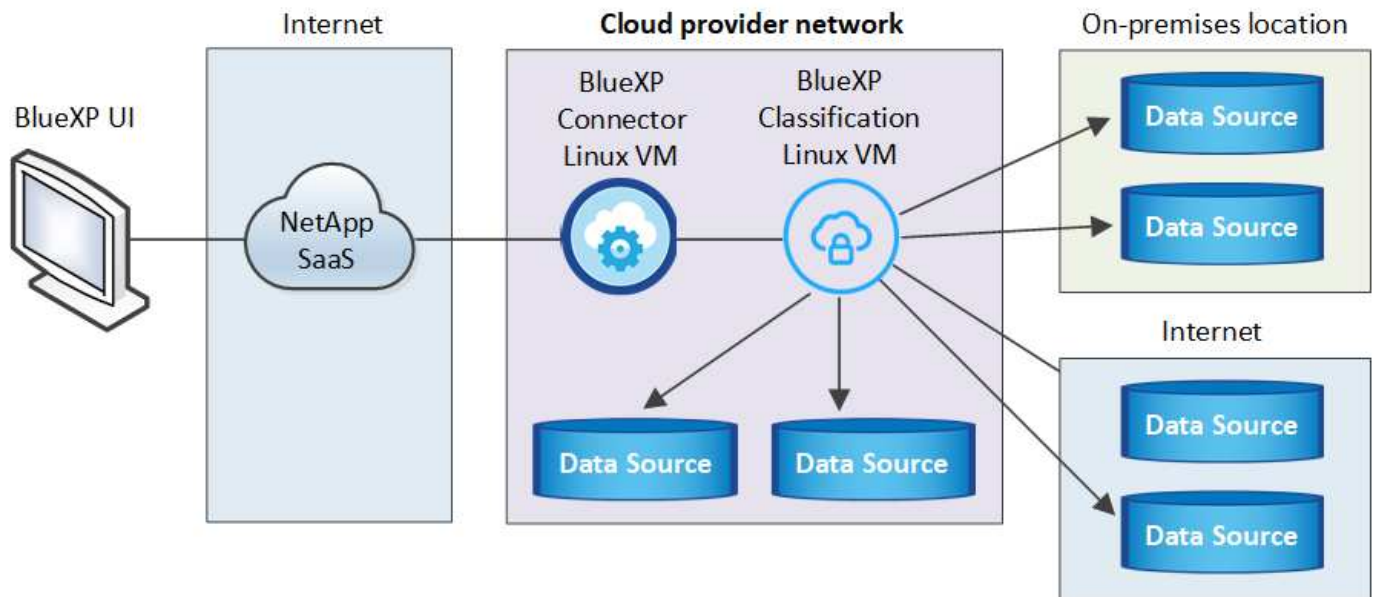 Internet
Cloud provider network
On-premises location
BlueXP UI
NetApp
SaaS
BlueXP
Connector
Linux VM
BlueXP
Classification
Linux VM
Data Source
Data Source
Data Source
Data Source
Internet
Data Source
Data Source